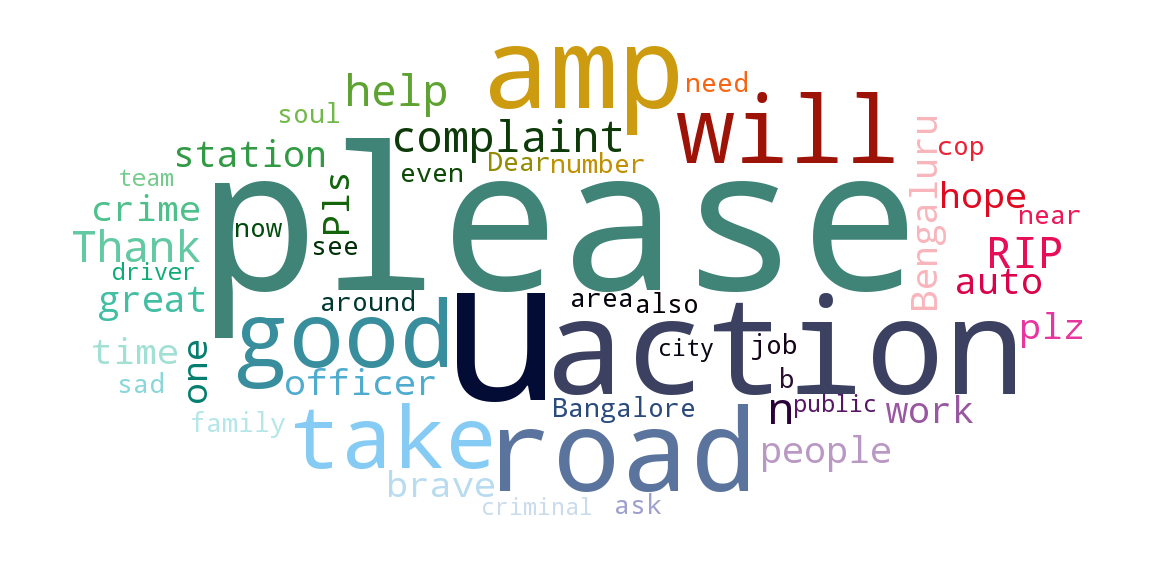 amp
need
help
will
soul
complaint
Bengaluru
cop
station
Dear
number
even
team
please
Pls
hope
crime
near
now
Thank
see
RIP
driver
auto
great
around
area
also
u
action
good
plz
time
city
job
one
sad
officer
b
Bangalore
n
public
work
family
take
road
people
brave
criminal
ask